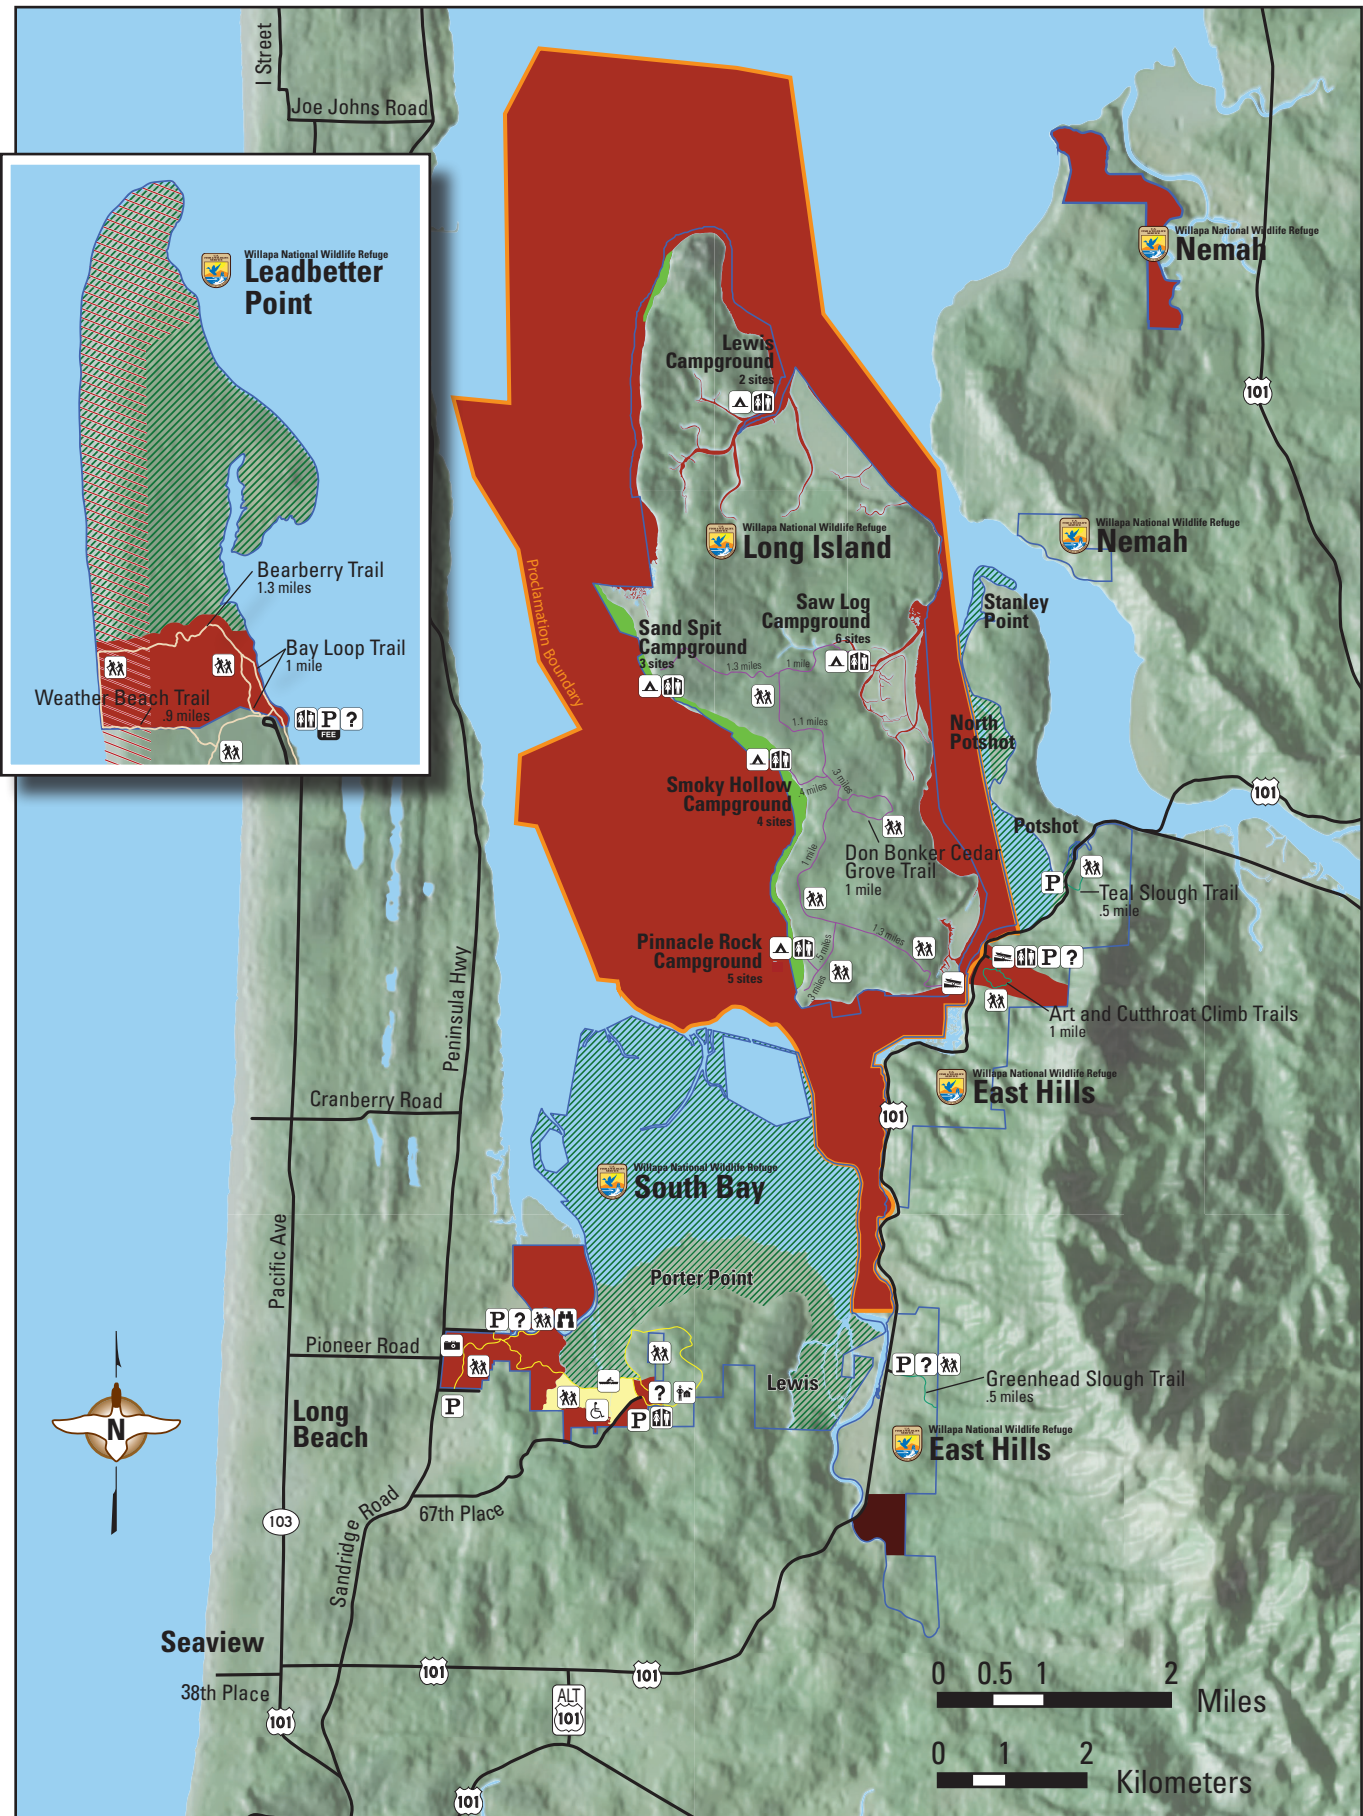 I Street
Joe Johns Road
Willapa National Wildlife Refuge
Leadbetter
Point
Bearberry Trail
1.3 miles
Bay Loop Trail
1 mile
Weather Beach Trail
.9 miles
P
?
FEE
Willapa National Wildlife Refuge
Nemah
101
Lewis
Campground
2 sites
Willapa National Wildlife Refuge
Long Island
Willapa National Wildlife Refuge
Nemah
Proclamation Boundary
Stanley
Point
Saw Log
Campground
6 sites
Sand Spit
Campground
3 sites
1.3 miles
1 mile
1.1 miles
North
Potshot
Smoky Hollow
Campground
4 sites
.4 miles
.3 miles
101
Potshot
Don Bonker Cedar
Grove Trail
1 mile
1 mile
P
Teal Slough Trail
.5 mile
Pinnacle Rock
Campground
5 sites
.5 miles
1.3 miles
.3 miles
P
?
Art and Cutthroat Climb Trails
1 mile
Peninsula Hwy
Willapa National Wildlife Refuge
East Hills
Cranberry Road
101
Willapa National Wildlife Refuge
South Bay
Pacific Ave
Porter Point
P
?
Pioneer Road
P
?
Greenhead Slough Trail
.5 miles
Lewis
?
P
P
Long
Beach
N
Willapa National Wildlife Refuge
East Hills
67th Place
103
Sandridge Road
Seaview
38th Place
101
101
101
ALT
101
101
0 0.5 1 2
Miles
0 1 2
Kilometers